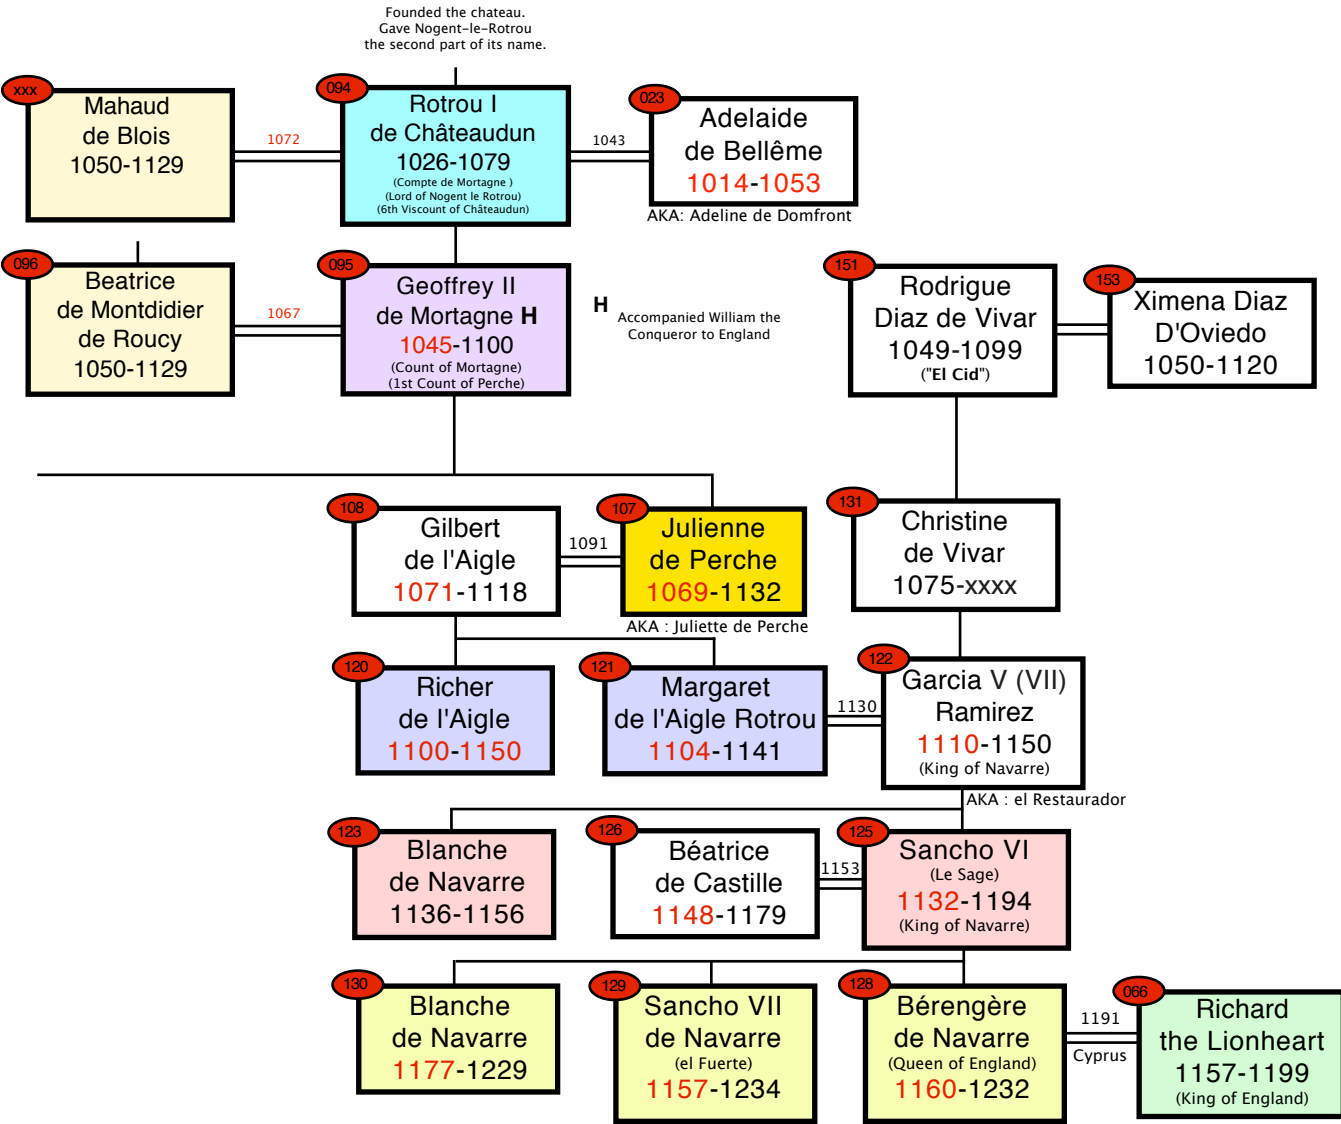 Founded the chateau.
Gave Nogent-le-Rotrou
the second part of its name.
xxx
Mahaud
de Blois
1050-1129
1072
094
Rotrou I
de Châteaudun
1026-1079
(Compte de Mortagne )
(Lord of Nogent le Rotrou)
(6th Viscount of Châteaudun)
1043
023
Adelaide
de Bellême
1014-1053
AKA: Adeline de Domfront
096
Beatrice
de Montdidier
de Roucy
1050-1129
1067
095
Geoffrey II
de Mortagne H
1045-1100
(Count of Mortagne)
(1st Count of Perche)
H
Accompanied William the
Conqueror to England
151
Rodrigue
Diaz de Vivar
1049-1099
("El Cid")
153
Ximena Diaz
D'Oviedo
1050-1120
108
Gilbert
de l'Aigle
1071-1118
1091
107
Julienne
de Perche
1069-1132
AKA : Juliette de Perche
131
Christine
de Vivar
1075-xxxx
120
Richer
de l'Aigle
1100-1150
121
Margaret
de l'Aigle Rotrou
1104-1141
1130
122
Garcia V (VII)
Ramirez
1110-1150
(King of Navarre)
AKA : el Restaurador
123
Blanche
de Navarre
1136-1156
126
Béatrice
de Castille
1148-1179
1153
125
Sancho VI
(Le Sage)
1132-1194
(King of Navarre)
130
Blanche
de Navarre
1177-1229
129
Sancho VII
de Navarre
(el Fuerte)
1157-1234
128
Bérengère
de Navarre
(Queen of England)
1160-1232
1191
Cyprus
066
Richard
the Lionheart
1157-1199
(King of England)